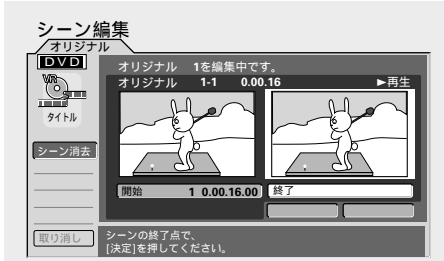 シーン編集
オリジナル
DVD
VR
タイトル
シーン消去
取り消し
オリジナル 1を編集中です。
オリジナル 1-1 0.00.16 ►再生
開始 1 0.00.16.00
終了
シーンの終了点で、
[決定]を押してください。